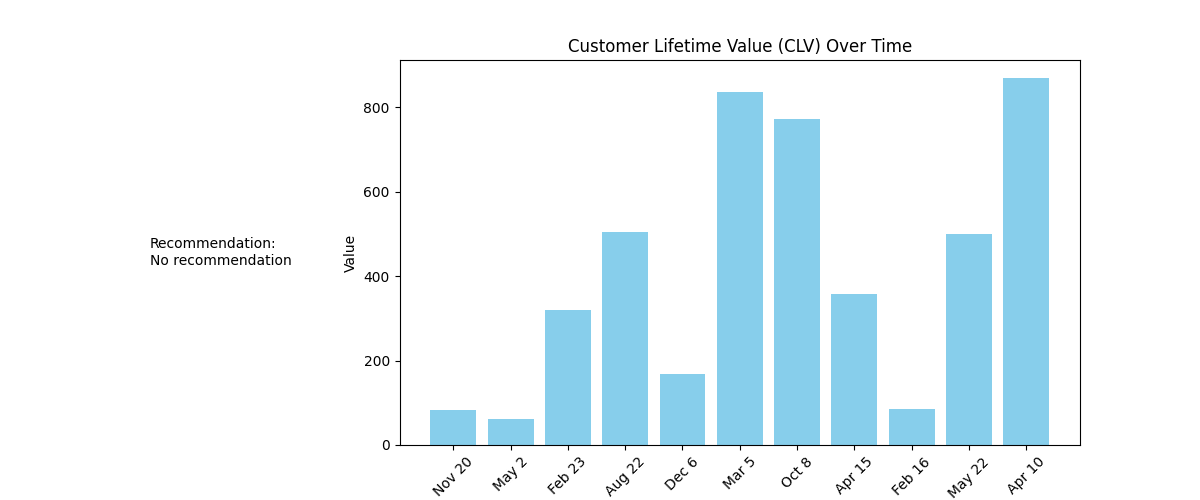 Customer Lifetime Value (CLV) Over Time
Recommendation:
No recommendation
Value
800
600
400
200
0
Nov 20
May 2
Feb 23
Aug 22
Dec 6
Mar 5
Oct 8
Apr 15
Feb 16
May 22
Apr 10